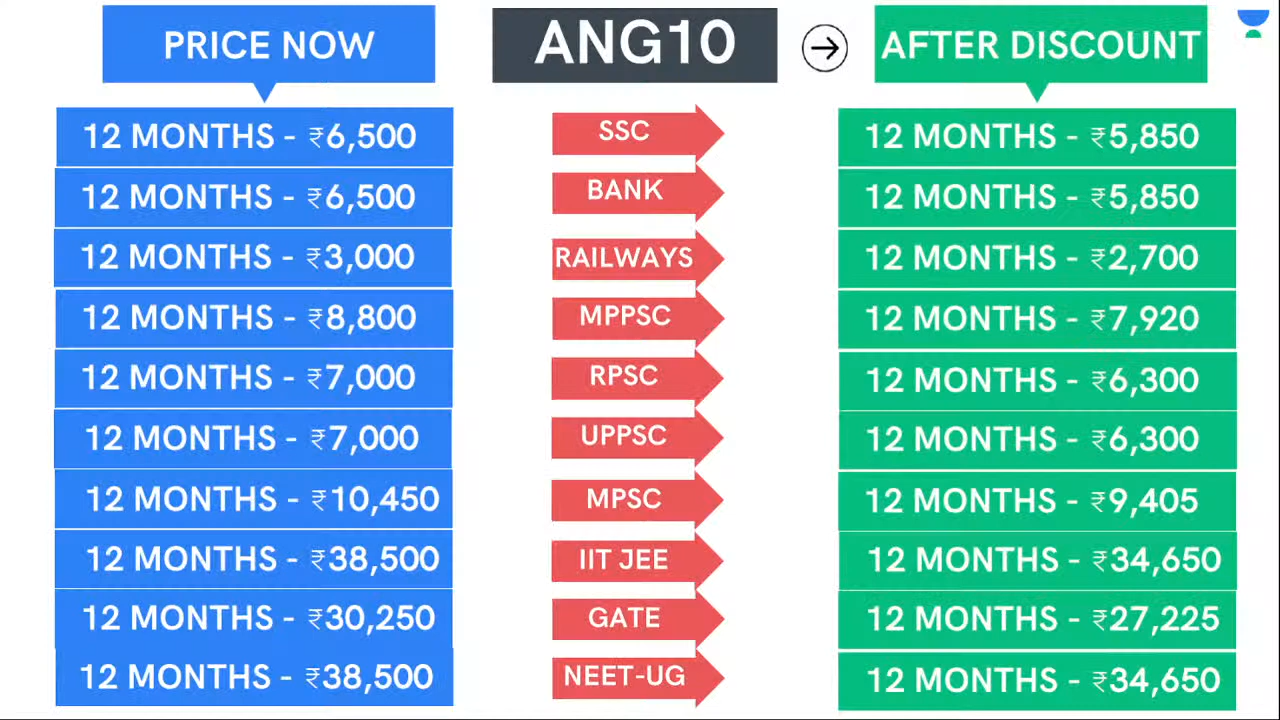 PRICE NOW ANG10 AFTER DISCOUNT
12 MONTHS - ₹6,500 SSC 12 MONTHS - ₹5,850
12 MONTHS - ₹6,500 BANK 12 MONTHS - ₹5,850
12 MONTHS - ₹3,000 RAILWAYS 12 MONTHS - ₹2,700
12 MONTHS - ₹8,800 MPPSC 12 MONTHS - ₹7,920
12 MONTHS - ₹7,000 RPSC 12 MONTHS - ₹6,300
12 MONTHS - ₹7,000 UPPSC 12 MONTHS - ₹6,300
12 MONTHS - ₹10,450 MPSC 12 MONTHS - ₹9,405
12 MONTHS - ₹38,500 IIT JEE 12 MONTHS - ₹34,650
12 MONTHS - ₹30,250 GATE 12 MONTHS - ₹27,225
12 MONTHS - ₹38,500 NEET-UG 12 MONTHS - ₹34,650